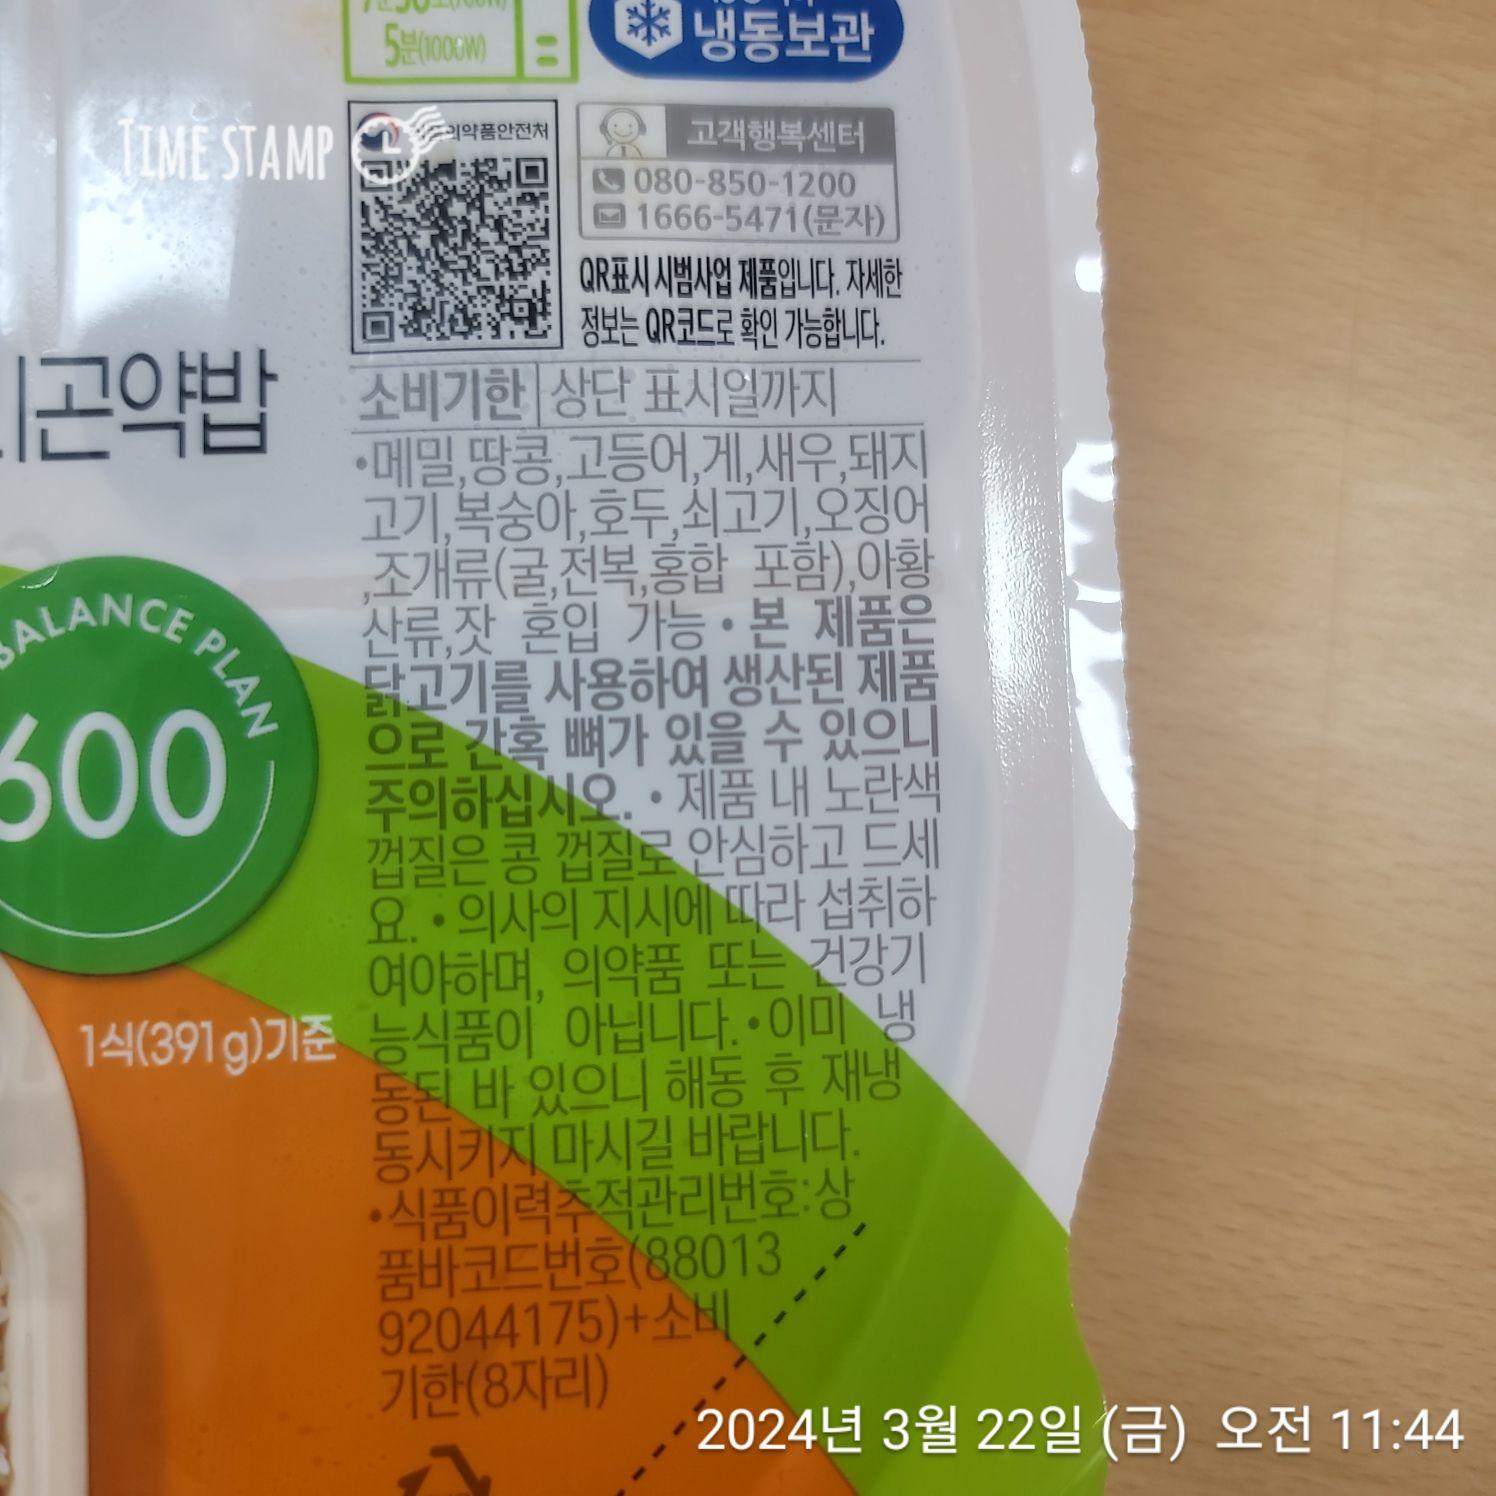 5분(1000W)
냉동보관
TIME STAMP
의약품안전처
고객행복센터
080-850-1200
1666-5471(문자)
QR표시 시범사업 제품입니다. 자세한
정보는 QR코드로 확인 가능합니다.
곤약밥
소비기한 상단 표시일까지
•메밀,땅콩,고등어,게,새우,돼지
고기,복숭아,호두,쇠고기,오징어
,조개류(굴,전복,홍합 포함),아황
산류,잣 혼입 가능 • 본 제품은
닭고기를 사용하여 생산된 제품
으로 간혹 뼈가 있을 수 있으니
주의하십시오. • 제품 내 노란색
껍질은 콩 껍질로 안심하고 드세
요. • 의사의 지시에 따라 섭취하
여야하며, 의약품 또는 건강기
능식품이 아닙니다. •이미 냉
동된 바 있으니 해동 후 재냉
동시키지 마시길 바랍니다.
•식품이력추적관리번호:상
품바코드번호(88013
92044175)+소비
기한(8자리)
BALANCE PLAN
600
1식(391g)기준
2024년 3월 22일 (금) 오전 11:44